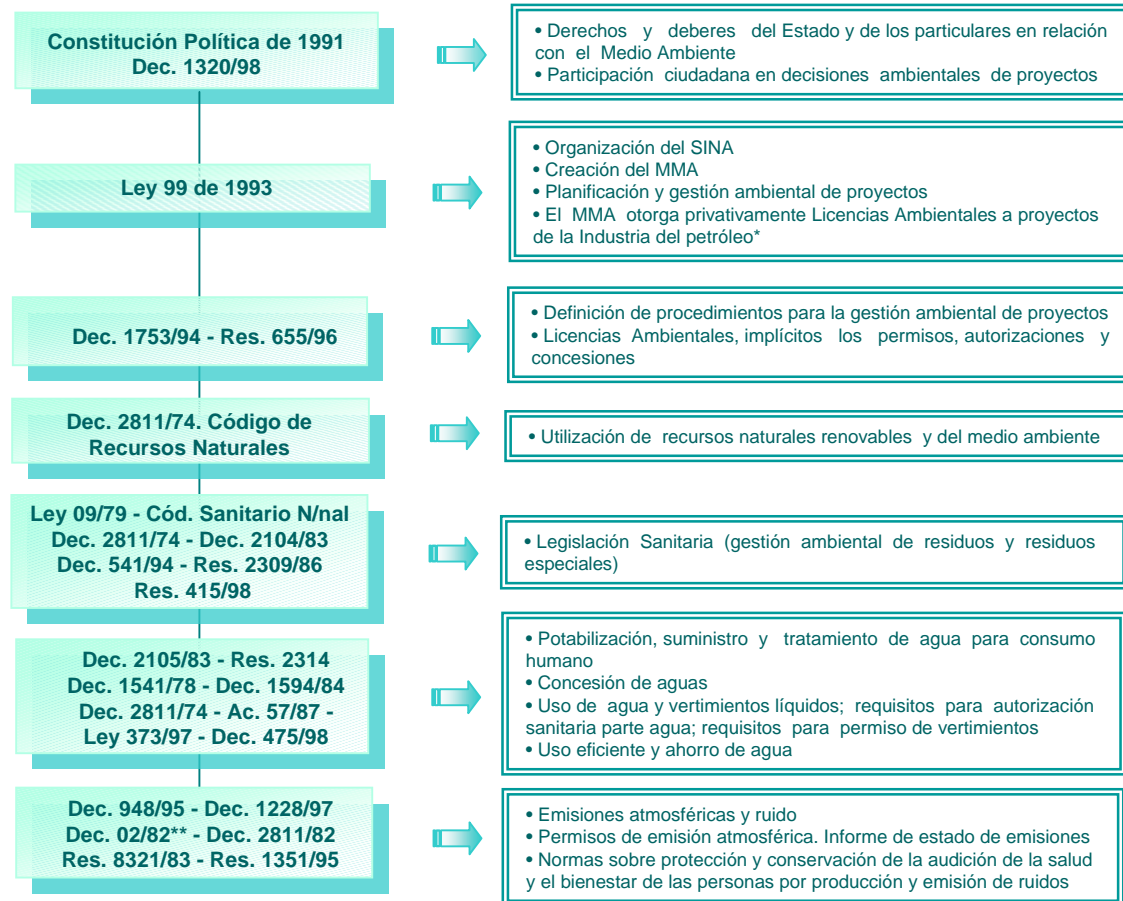 Constitución Política de 1991
Dec. 1320/98
• Derechos y deberes del Estado y de los particulares en relación
con el Medio Ambiente
• Participación ciudadana en decisiones ambientales de proyectos
Ley 99 de 1993
• Organización del SINA
• Creación del MMA
• Planificación y gestión ambiental de proyectos
• El MMA otorga privativamente Licencias Ambientales a proyectos
de la Industria del petróleo*
Dec. 1753/94 - Res. 655/96
• Definición de procedimientos para la gestión ambiental de proyectos
• Licencias Ambientales, implícitos los permisos, autorizaciones y
concesiones
Dec. 2811/74. Código de
Recursos Naturales
• Utilización de recursos naturales renovables y del medio ambiente
Ley 09/79 - Cód. Sanitario N/nal
Dec. 2811/74 - Dec. 2104/83
Dec. 541/94 - Res. 2309/86
Res. 415/98
• Legislación Sanitaria (gestión ambiental de residuos y residuos
especiales)
Dec. 2105/83 - Res. 2314
Dec. 1541/78 - Dec. 1594/84
Dec. 2811/74 - Ac. 57/87 -
Ley 373/97 - Dec. 475/98
• Potabilización, suministro y tratamiento de agua para consumo
humano
• Concesión de aguas
• Uso de agua y vertimientos líquidos; requisitos para autorización
sanitaria parte agua; requisitos para permiso de vertimientos
• Uso eficiente y ahorro de agua
Dec. 948/95 - Dec. 1228/97
Dec. 02/82** - Dec. 2811/82
Res. 8321/83 - Res. 1351/95
• Emisiones atmosféricas y ruido
• Permisos de emisión atmosférica. Informe de estado de emisiones
• Normas sobre protección y conservación de la audición de la salud
y el bienestar de las personas por producción y emisión de ruidos